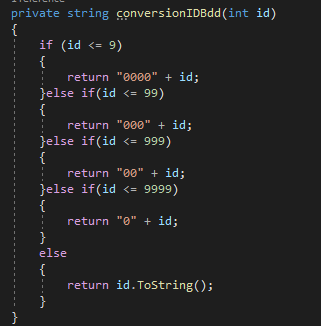 private string conversionIDBdd(int id)
{
if (id <= 9)
{
return "0000" + id;
}else if(id <= 99)
{
return "000" + id;
}else if(id <= 999)
{
return "00" + id;
}else if(id <= 9999)
{
return "0" + id;
}
else
{
return id.ToString();
}
}